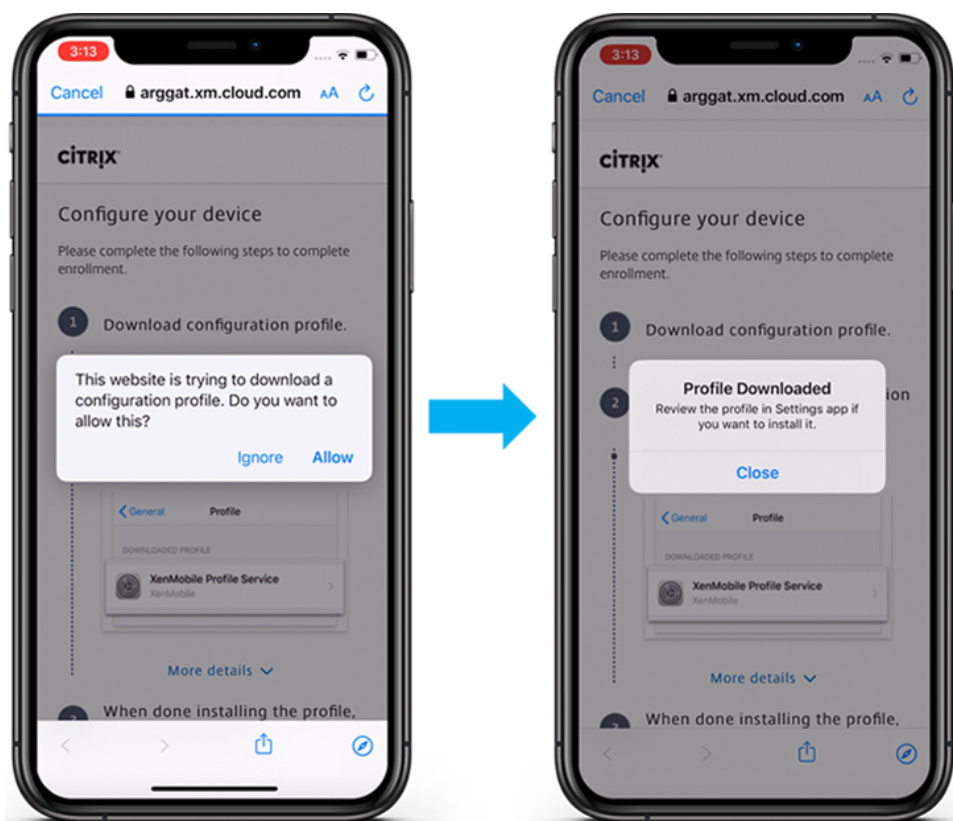 3:13
Cancel arggat.xm.cloud.com AA
CİTRIX
Configure your device
Please complete the following steps to complete
enrollment.
1 Download configuration profile.
This website is trying to download a
configuration profile. Do you want to
allow this?
Ignore Allow
General Profile
DOWNLOADED PROFILE
XenMobile Profile Service
XenMobile
More details
When done installing the profile,
3:13
Cancel arggat.xm.cloud.com AA
CİTRIX
Configure your device
Please complete the following steps to complete
enrollment.
1 Download configuration profile.
2
Profile Downloaded
Review the profile in Settings app if
you want to install it.
Close
General Profile
DOWNLOADED PROFILE
XenMobile Profile Service
XenMobile
More details
When done installing the profile,